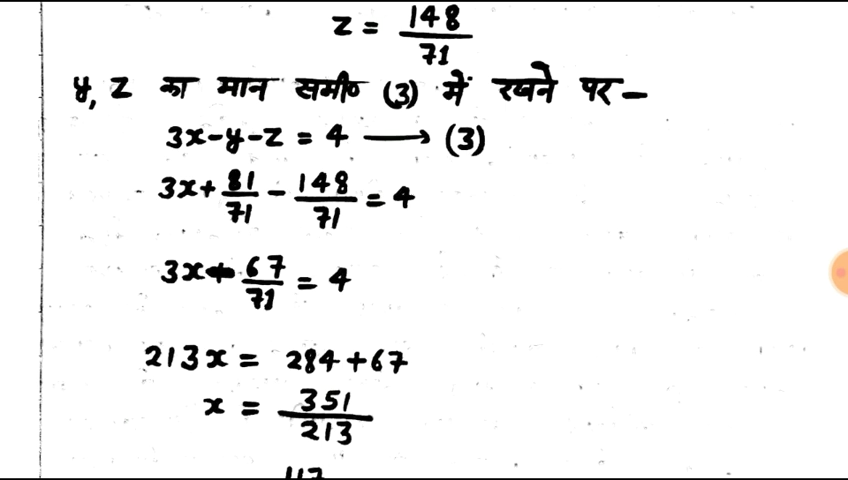 z = 148/71
y, z का मान समी० (3) में रखने पर –
3x-y-z = 4 → (3)
3x + 81/71 - 148/71 = 4
3x - 67/71 = 4
213x = 284 + 67
x = 351/213
117